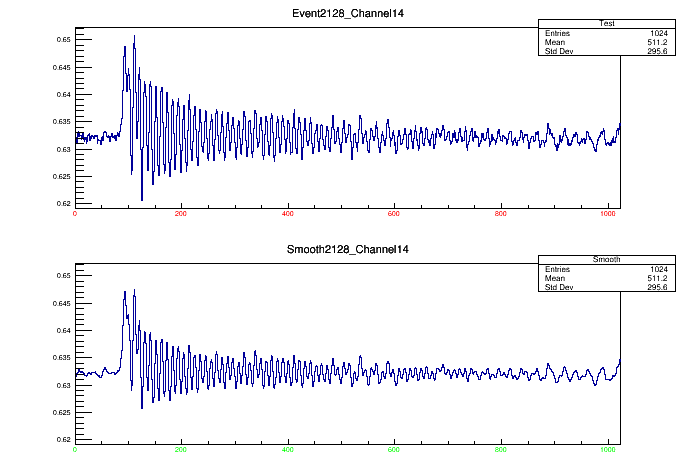 Event2128_Channel14
Test
Entries 1024
Mean 511.2
Std Dev 295.6
0.65
0.645
0.64
0.635
0.63
0.625
0.62
0 200 400 600 800 1000
Smooth2128_Channel14
Smooth
Entries 1024
Mean 511.2
Std Dev 295.6
0.65
0.645
0.64
0.635
0.63
0.625
0.62
0 200 400 600 800 1000